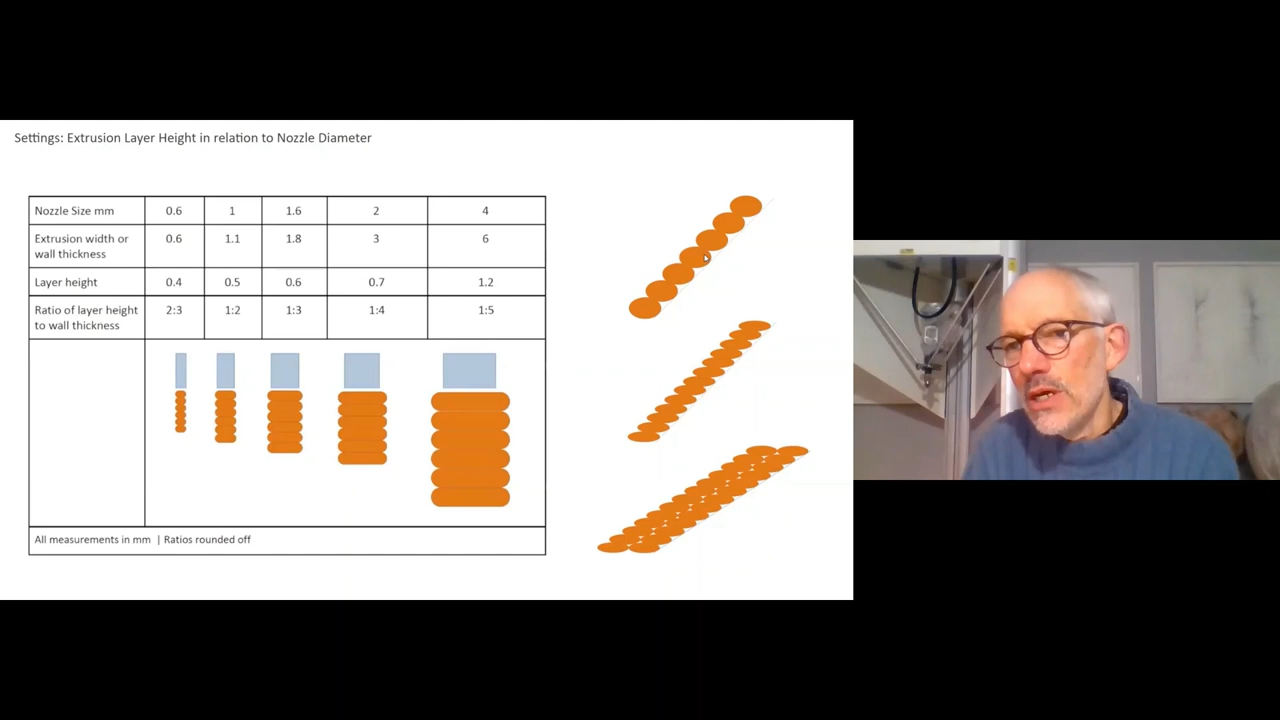 Settings: Extrusion Layer Height in relation to Nozzle Diameter
Nozzle Size mm 0.6 1 1.6 2 4
Extrusion width or
wall thickness 0.6 1.1 1.8 3 6
Layer height 0.4 0.5 0.6 0.7 1.2
Ratio of layer height
to wall thickness 2:3 1:2 1:3 1:4 1:5
All measurements in mm | Ratios rounded off